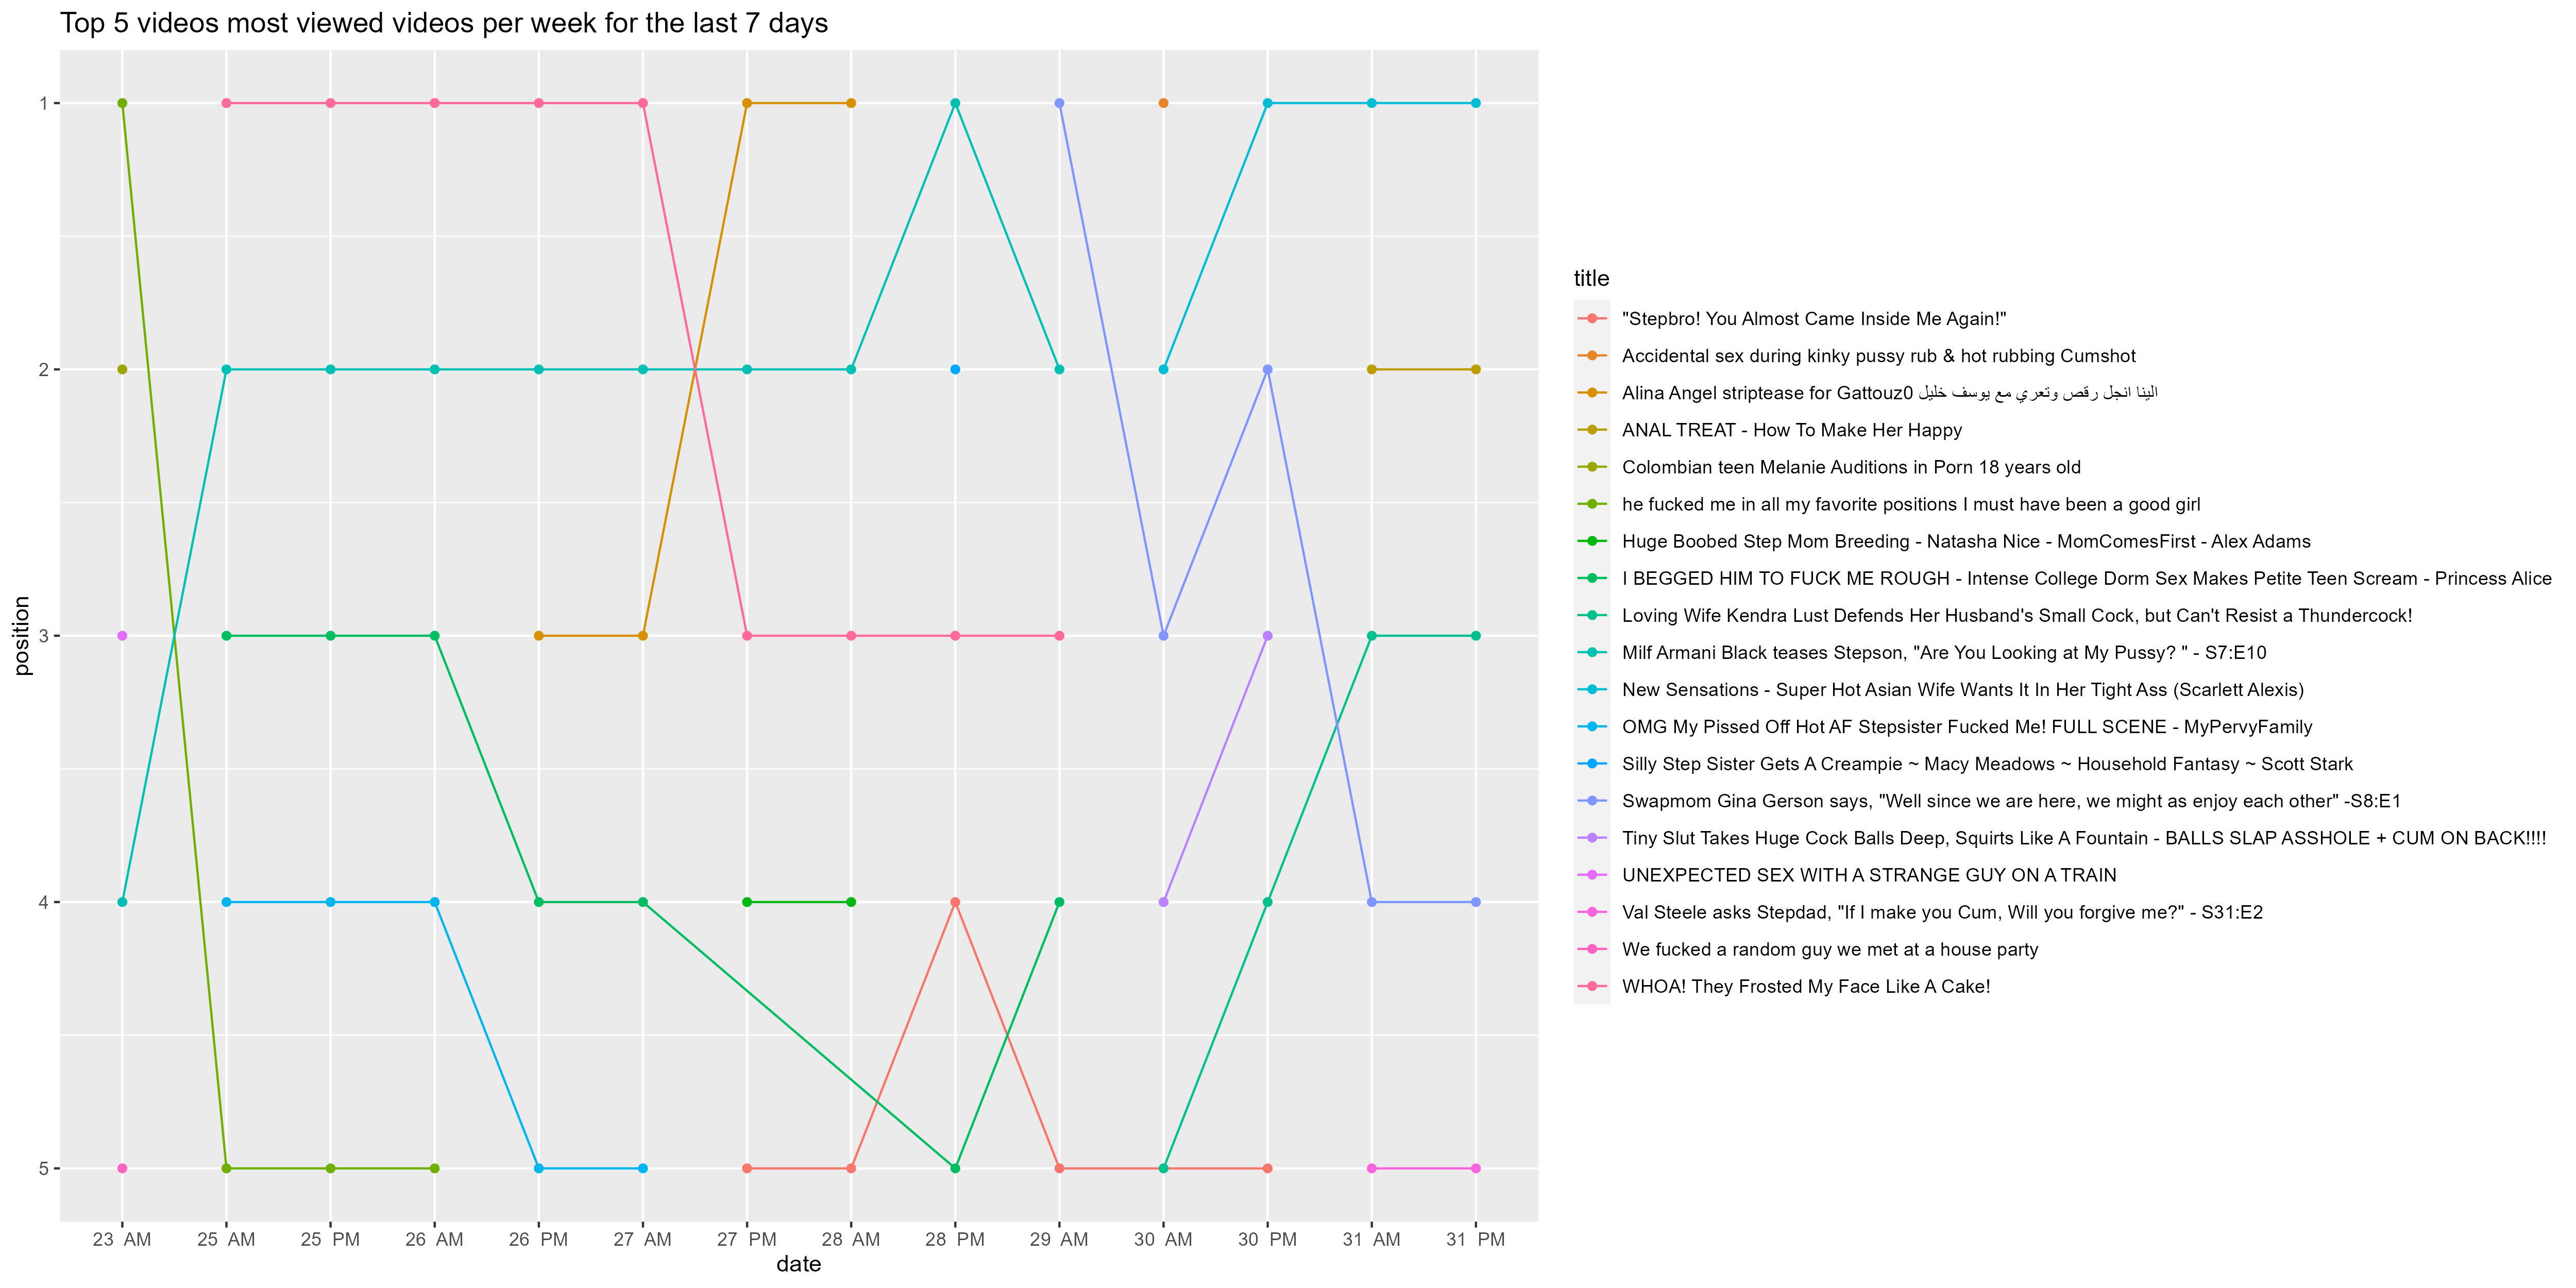 Top 5 videos most viewed videos per week for the last 7 days
position
1
2
3
4
5
23 AM
25 AM
25 PM
26 AM
26 PM
27 AM
27 PM
28 AM
28 PM
29 AM
30 AM
30 PM
31 AM
31 PM
date
title
"Stepbro! You Almost Came Inside Me Again!"
Accidental sex during kinky pussy rub & hot rubbing Cumshot
Alina Angel striptease for Gattouz0 الينا انجل رقص وتعري مع يوسف خليل
ANAL TREAT - How To Make Her Happy
Colombian teen Melanie Auditions in Porn 18 years old
he fucked me in all my favorite positions I must have been a good girl
Huge Boobed Step Mom Breeding - Natasha Nice - MomComesFirst - Alex Adams
I BEGGED HIM TO FUCK ME ROUGH - Intense College Dorm Sex Makes Petite Teen Scream - Princess Alice
Loving Wife Kendra Lust Defends Her Husband's Small Cock, but Can't Resist a Thundercock!
Milf Armani Black teases Stepson, "Are You Looking at My Pussy? " - S7:E10
New Sensations - Super Hot Asian Wife Wants It In Her Tight Ass (Scarlett Alexis)
OMG My Pissed Off Hot AF Stepsister Fucked Me! FULL SCENE - MyPervyFamily
Silly Step Sister Gets A Creampie ~ Macy Meadows ~ Household Fantasy ~ Scott Stark
Swapmom Gina Gerson says, "Well since we are here, we might as enjoy each other" -S8:E1
Tiny Slut Takes Huge Cock Balls Deep, Squirts Like A Fountain - BALLS SLAP ASSHOLE + CUM ON BACK!!!!
UNEXPECTED SEX WITH A STRANGE GUY ON A TRAIN
Val Steele asks Stepdad, "If I make you Cum, Will you forgive me?" - S31:E2
We fucked a random guy we met at a house party
WHOA! They Frosted My Face Like A Cake!